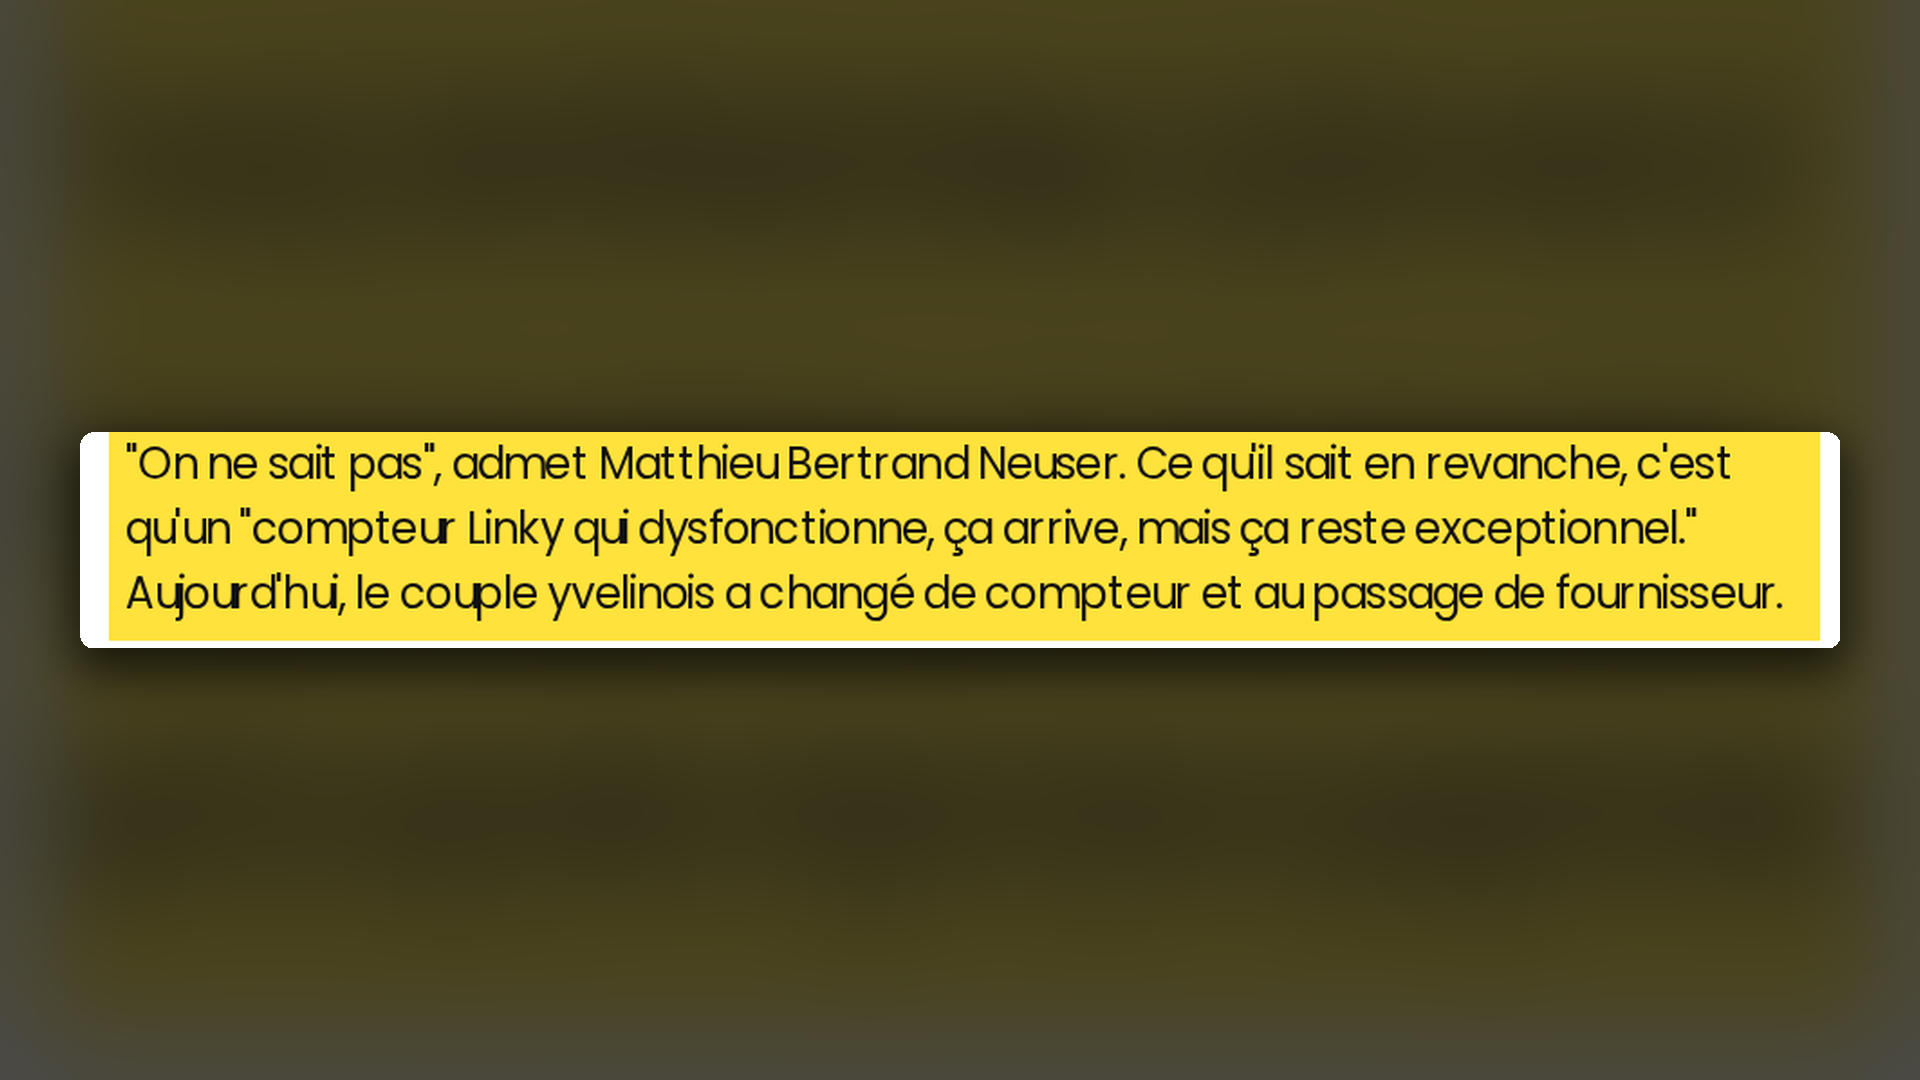 "On ne sait pas", admet Matthieu Bertrand Neuser. Ce qu'il sait en revanche, c'est
qu'un "compteur Linky qui dysfonctionne, ça arrive, mais ça reste exceptionnel."
Aujourd'hui, le couple yvelinois a changé de compteur et au passage de fournisseur.